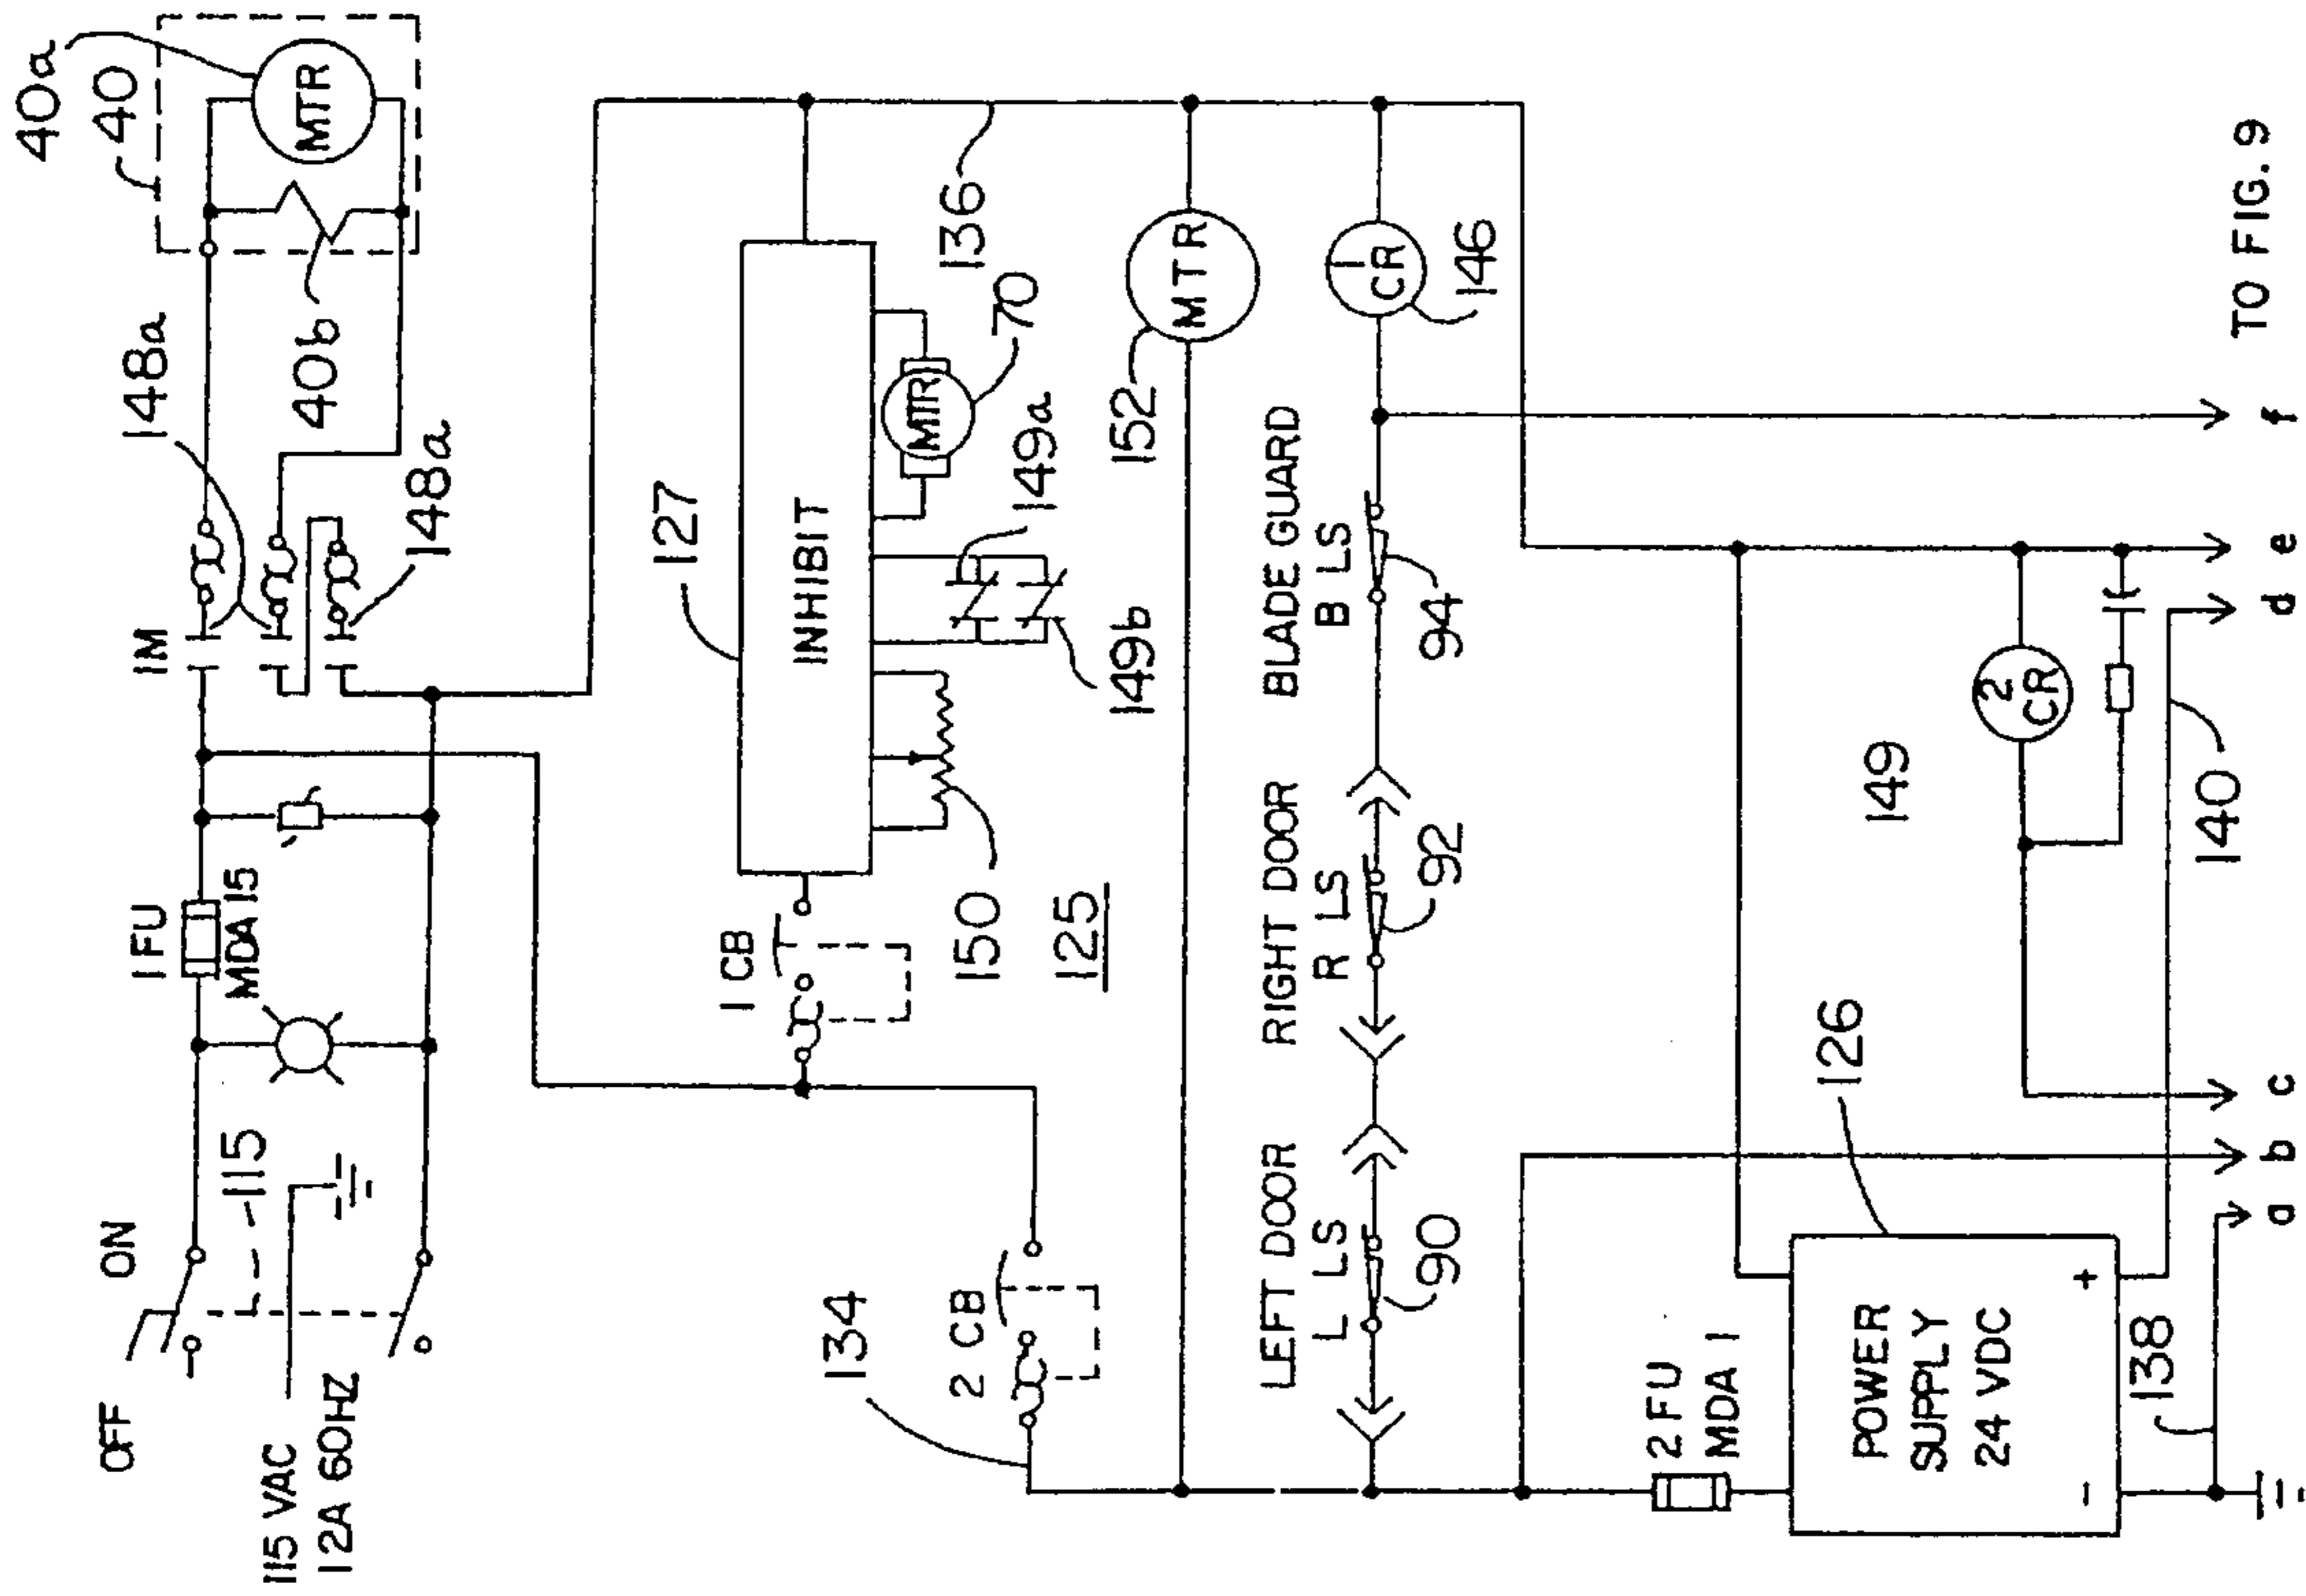 40a
40
MTR
148a
40b
148a
1M
1 FU
MDA 15
115
ON
OFF
115 VAC
12A 60HZ
127
INHIBIT
136
MTR
70
149a
149b
150
1 CB
125
134
2 CB
152
MTR
1
CR
146
LEFT DOOR
L LS
90
RIGHT DOOR
R LS
92
BLADE GUARD
B LS
94
2 FU
MDA 1
126
POWER
SUPPLY
24 VDC
- +
138
149
2
CR
140
a b c d e f
TO FIG. 9